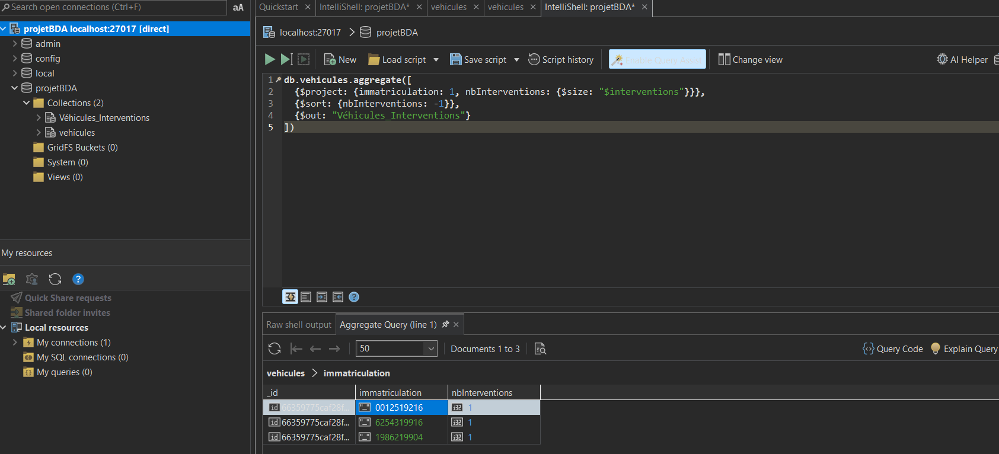 Search open connections (Ctrl+F) aA
projetBDA localhost:27017 [direct]
admin
config
local
projetBDA
Collections (2)
Véhicules_Interventions
vehicules
GridFS Buckets (0)
System (0)
Views (0)
My resources
Quick Share requests
Shared folder invites
Local resources
My connections (1)
My SQL connections (0)
My queries (0)
Quickstart IntelliShell: projetBDA* vehicules vehicules IntelliShell: projetBDA*
localhost:27017 projetBDA
New Load script Save script Script history Enable Query Assist Change view AI Helper
1 db.vehicules.aggregate([
2 {$project: {immatriculation: 1, nbInterventions: {$size: "$interventions"}}},
3 {$sort: {nbInterventions: -1}},
4 {$out: "Véhicules_Interventions"}
5 ])
Raw shell output Aggregate Query (line 1)
50 Documents 1 to 3 Query Code Explain Query
vehicules > immatriculation
_id immatriculation nbInterventions
66359775caf28f... 0012519216 1
66359775caf28f... 6254319916 1
66359775caf28f... 1986219904 1